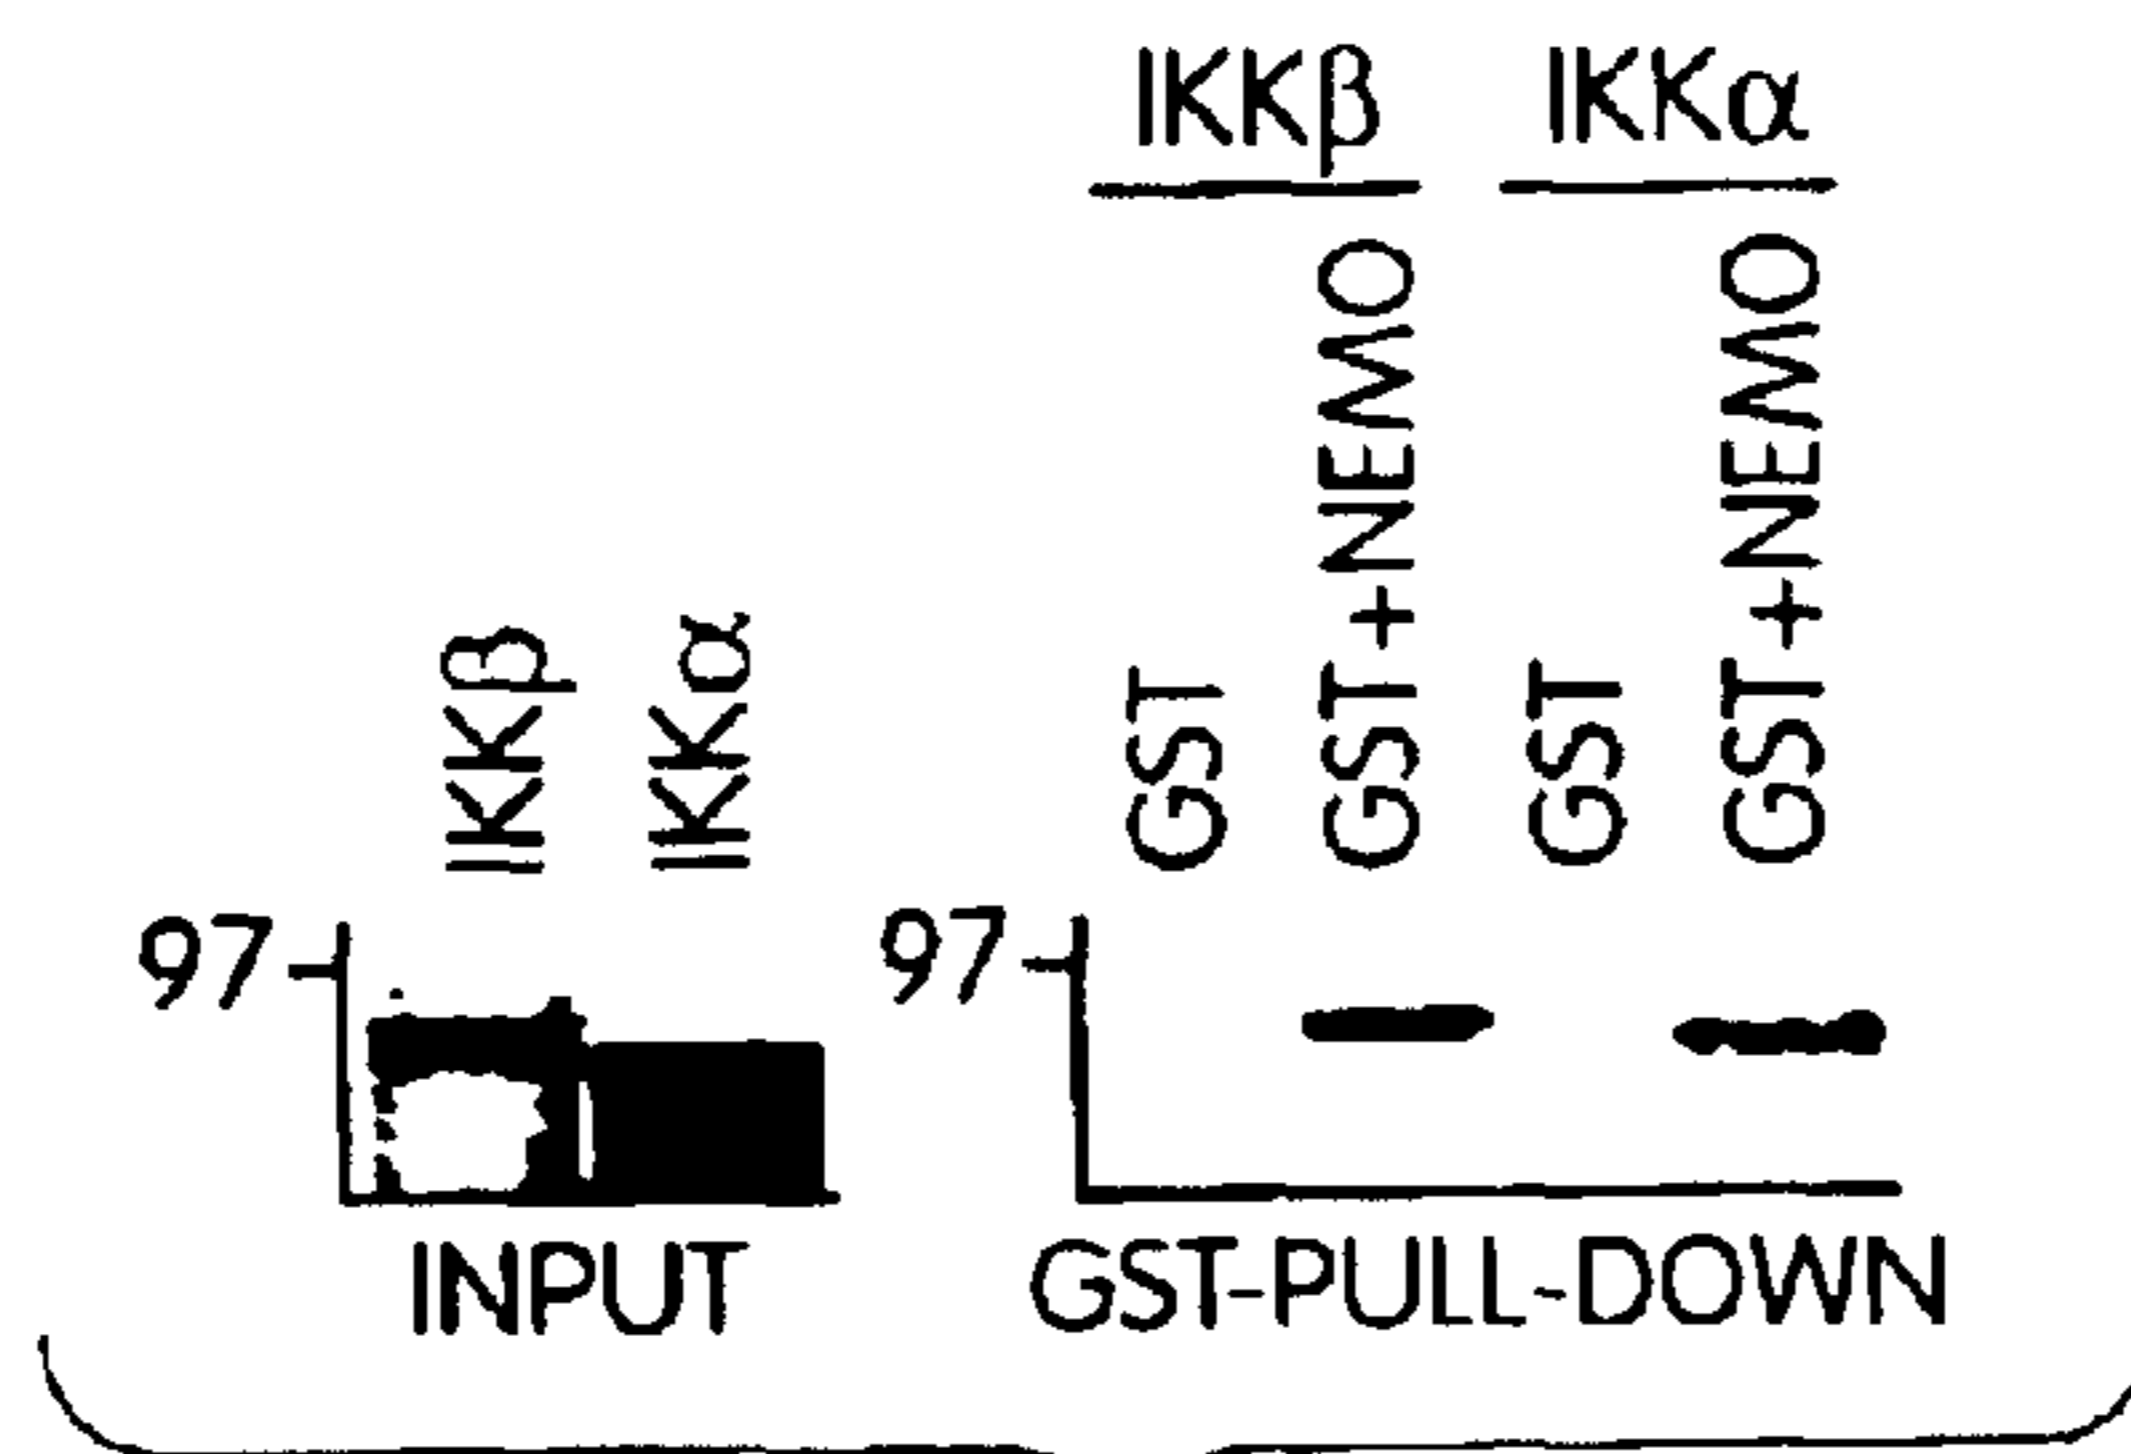 IKKβ IKKα
IKKβ IKKα GST GST+NEMO GST GST+NEMO
97 97
INPUT GST-PULL-DOWN